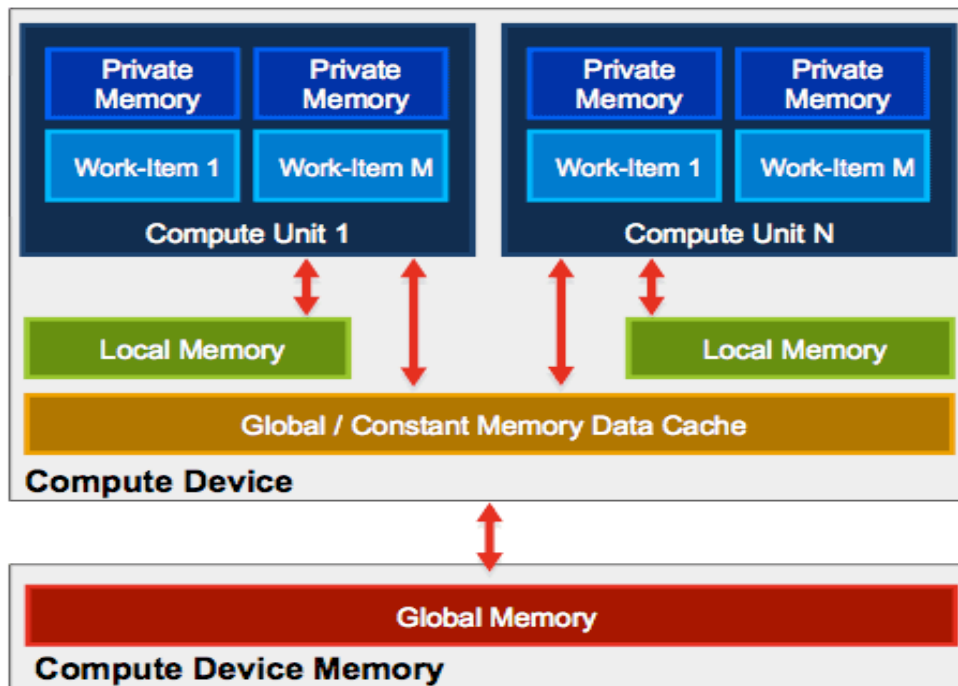 Private Memory
Private Memory
Private Memory
Private Memory
Work-Item 1
Work-Item M
Work-Item 1
Work-Item M
Compute Unit 1
Compute Unit N
Local Memory
Local Memory
Global / Constant Memory Data Cache
Compute Device
Global Memory
Compute Device Memory